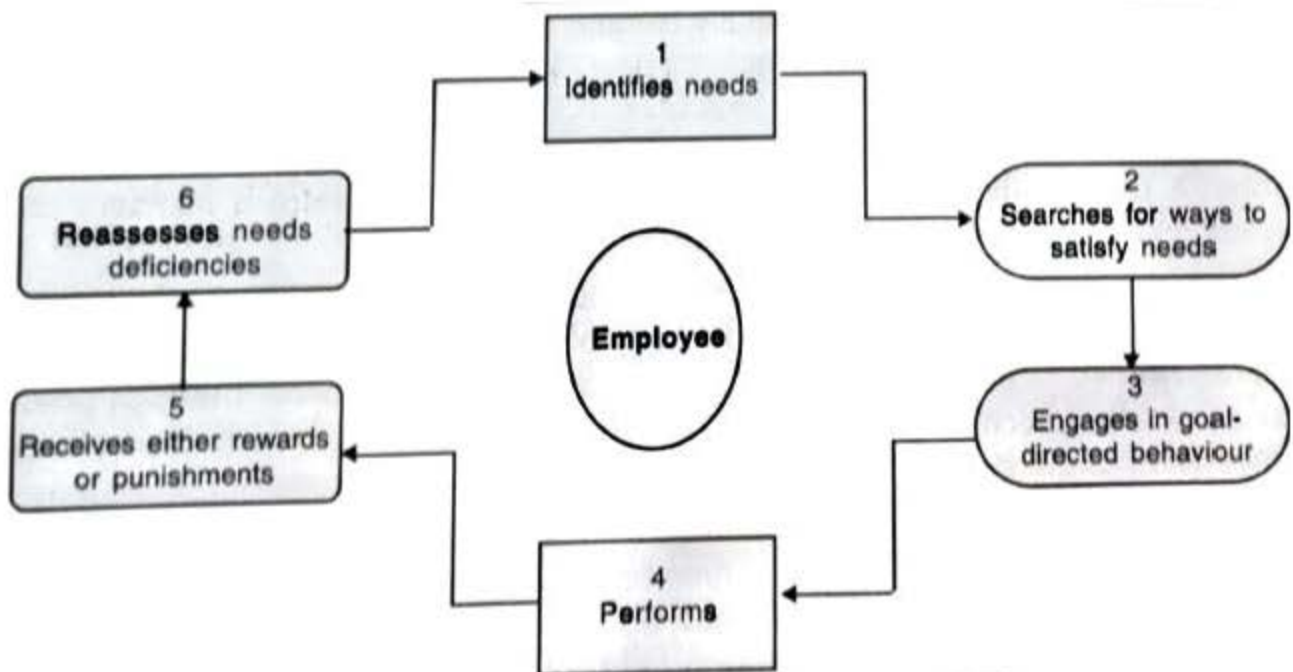 1
Identifies needs
2
Searches for ways to
satisfy needs
3
Engages in goal-
directed behaviour
4
Performs
5
Receives either rewards
or punishments
6
Reassesses needs
deficiencies
Employee